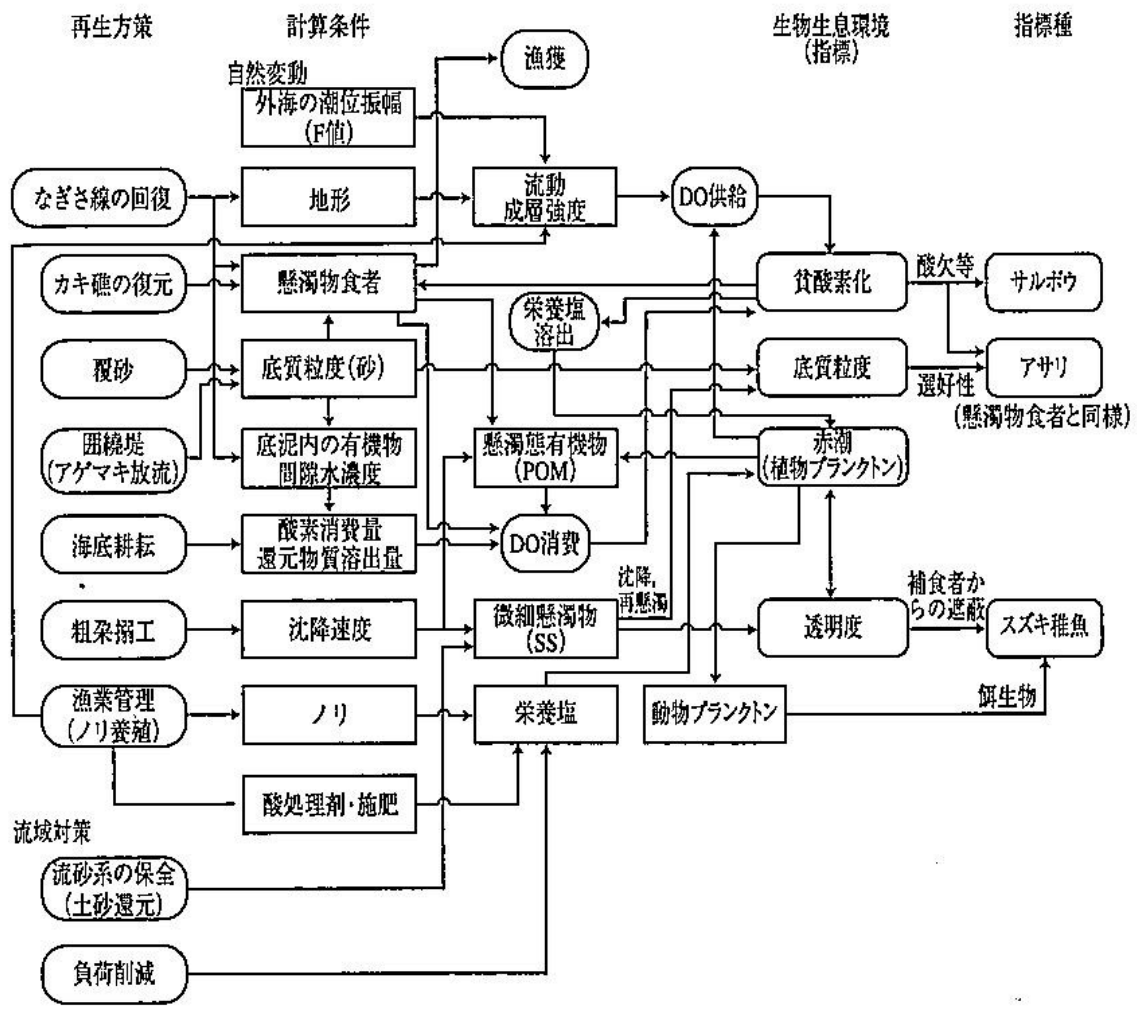 再生方策
計算条件
生物生息環境
(指標)
指標種
自然変動
漁獲
外海の潮位振幅
(F値)
なぎさ線の回復
地形
流動
成層強度
DO供給
カキ礁の復元
懸濁物食者
貧酸素化
酸欠等
サルボウ
栄養塩
溶出
覆砂
底質粒度(砂)
底質粒度
選好性
アサリ
(懸濁物食者と同様)
囲繞堤
(アゲマキ放流)
底泥内の有機物
間隙水濃度
懸濁態有機物
(POM)
赤潮
(植物プランクトン)
海底耕耘
酸素消費量
還元物質溶出量
DO消費
沈降,
再懸濁
粗朶搦工
沈降速度
微細懸濁物
(SS)
透明度
補食者か
らの遮蔽
スズキ稚魚
漁業管理
(ノリ養殖)
ノリ
栄養塩
動物プランクトン
餌生物
酸処理剤・施肥
流域対策
流砂系の保全
(土砂還元)
負荷削減